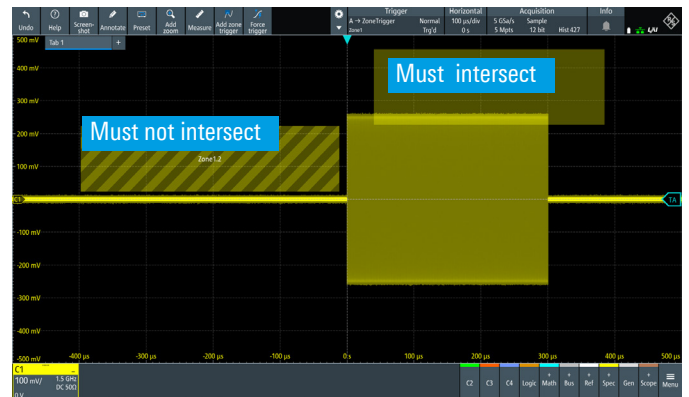 Undo
Help
Screen-
shot
Annotate
Preset
Add
zoom
Measure
Add zone
trigger
Force
trigger
Trigger
A → ZoneTrigger
Normal
Zone1
Trg'd
Horizontal
100 µs/div
0 s
Acquisition
5 GSa/s
Sample
5 Mpts
12 bit
Hist 427
Info
Tab 1
+
500 mV
300 mV
200 mV
100 mV
C1
-100 mV
-200 mV
-300 mV
-400 mV
-500 mV
Must intersect
Must not intersect
Zone1.2
TA
-400 µs
-300 µs
-200 µs
-100 µs
0 s
100 µs
200 µs
300 µs
400 µs
500 µs
C1
100 mV/
1.5 GHz
DC 50Ω
0 V
C2
C3
C4
Logic
+
Math
+
Bus
+
Ref
+
Spec
Gen
+
Scope
Menu